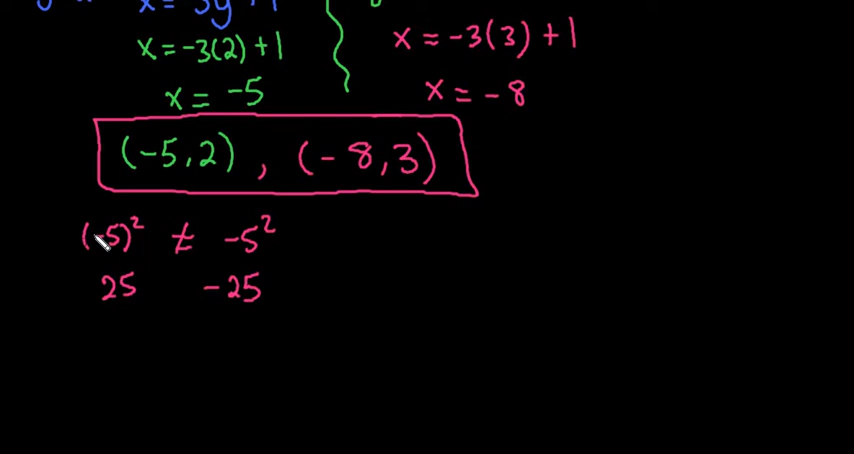 x = -3(2) + 1
x = -5
x = -3(3) + 1
x = -8
(-5, 2) , (-8, 3)
(-5)² ≠ -5²
25 -25